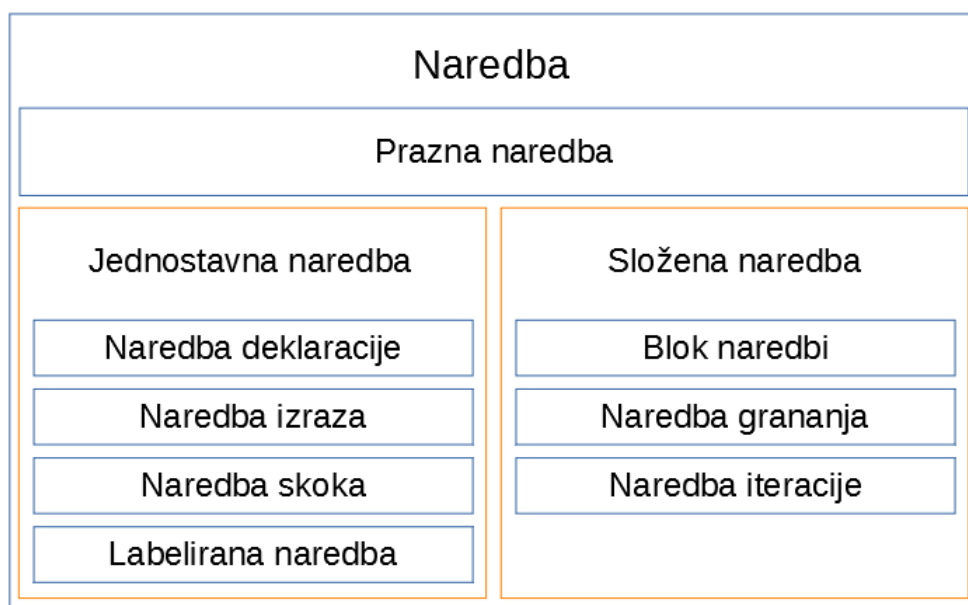 Naredba
Prazna naredba
Jednostavna naredba
Naredba deklaracije
Naredba izraza
Naredba skoka
Labelirana naredba
Složena naredba
Blok naredbi
Naredba grananja
Naredba iteracije